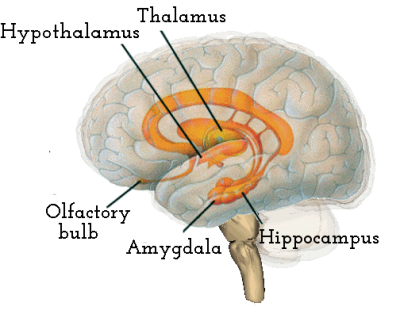 Thalamus
Hypothalamus
Olfactory
bulb
Amygdala
Hippocampus